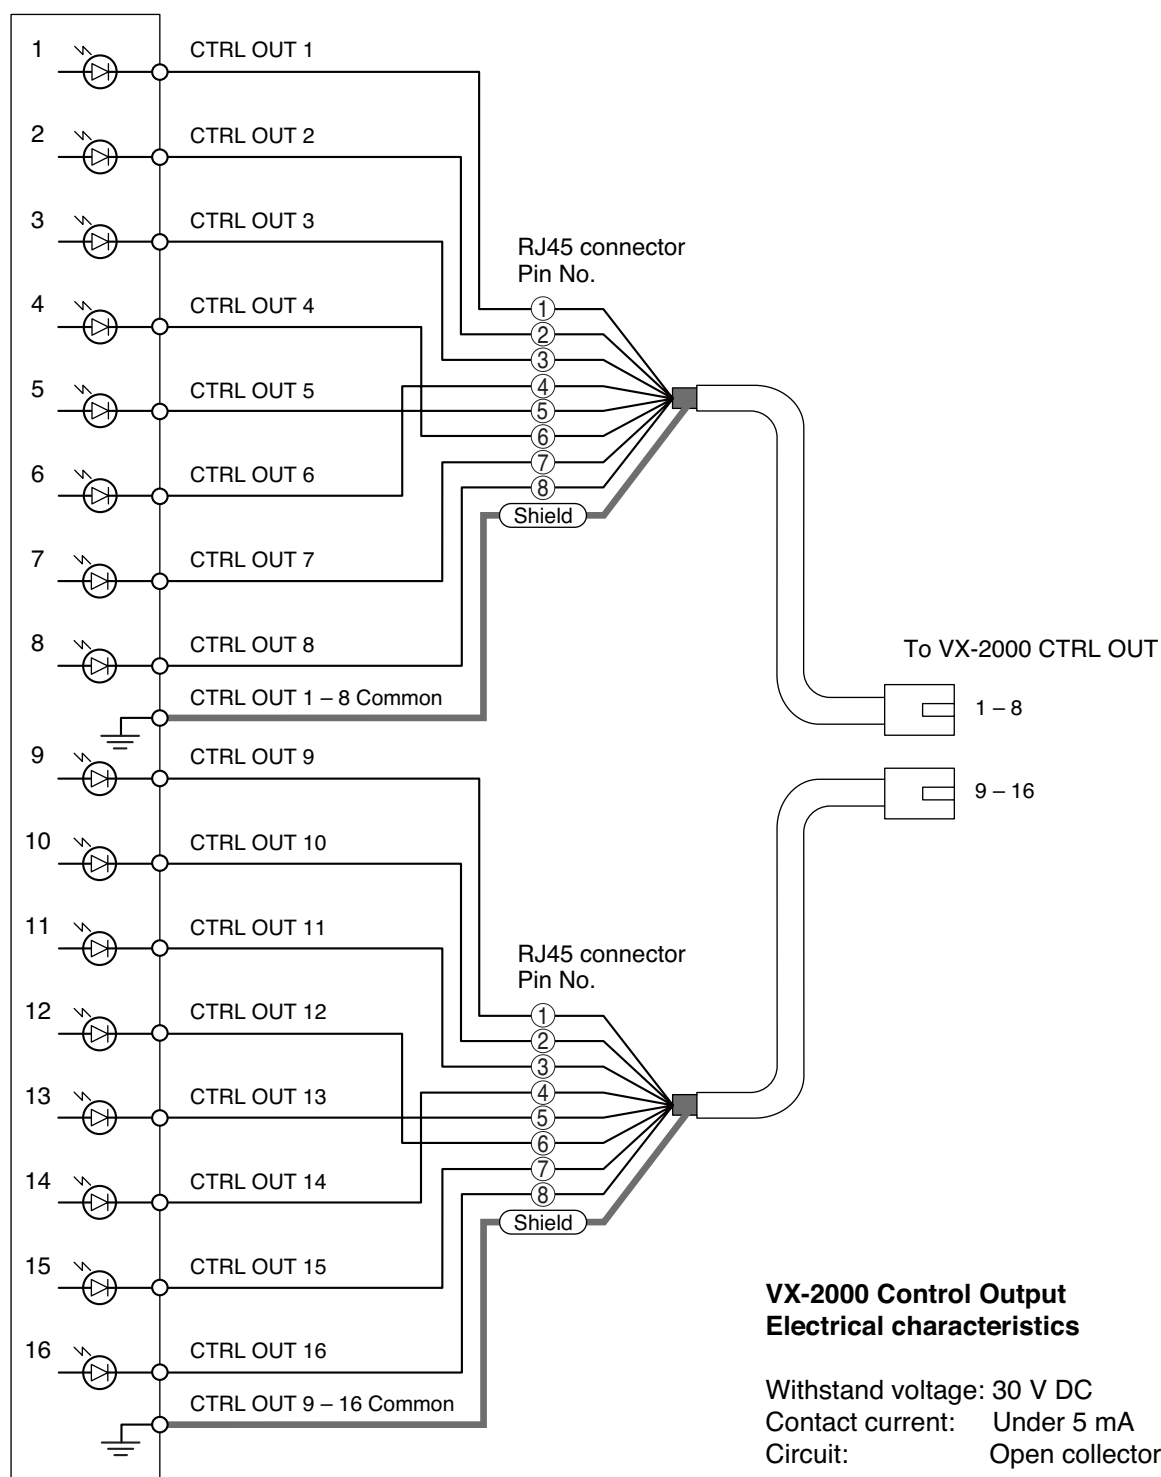 1
CTRL OUT 1
2
CTRL OUT 2
3
CTRL OUT 3
4
CTRL OUT 4
5
CTRL OUT 5
6
CTRL OUT 6
7
CTRL OUT 7
8
CTRL OUT 8
CTRL OUT 1 – 8 Common
RJ45 connector
Pin No.
1
2
3
4
5
6
7
8
Shield
To VX-2000 CTRL OUT
1 – 8
9 – 16
9
CTRL OUT 9
10
CTRL OUT 10
11
CTRL OUT 11
12
CTRL OUT 12
13
CTRL OUT 13
14
CTRL OUT 14
15
CTRL OUT 15
16
CTRL OUT 16
CTRL OUT 9 – 16 Common
RJ45 connector
Pin No.
1
2
3
4
5
6
7
8
Shield
VX-2000 Control Output
Electrical characteristics
Withstand voltage: 30 V DC
Contact current: Under 5 mA
Circuit: Open collector